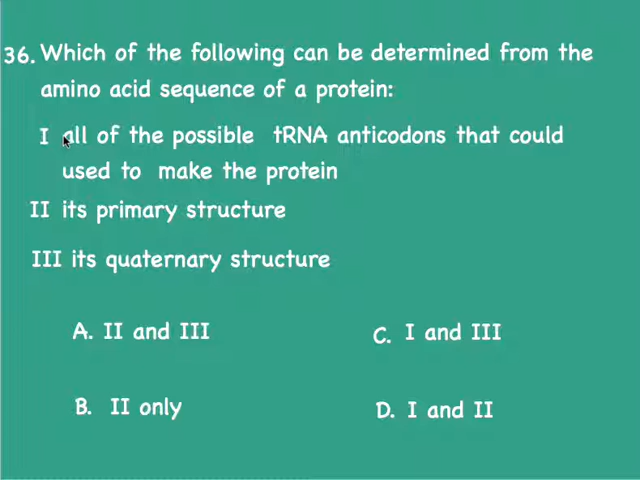 36. Which of the following can be determined from the
amino acid sequence of a protein:
I all of the possible tRNA anticodons that could
used to make the protein
II its primary structure
III its quaternary structure
A. II and III
C. I and III
B. II only
D. I and II